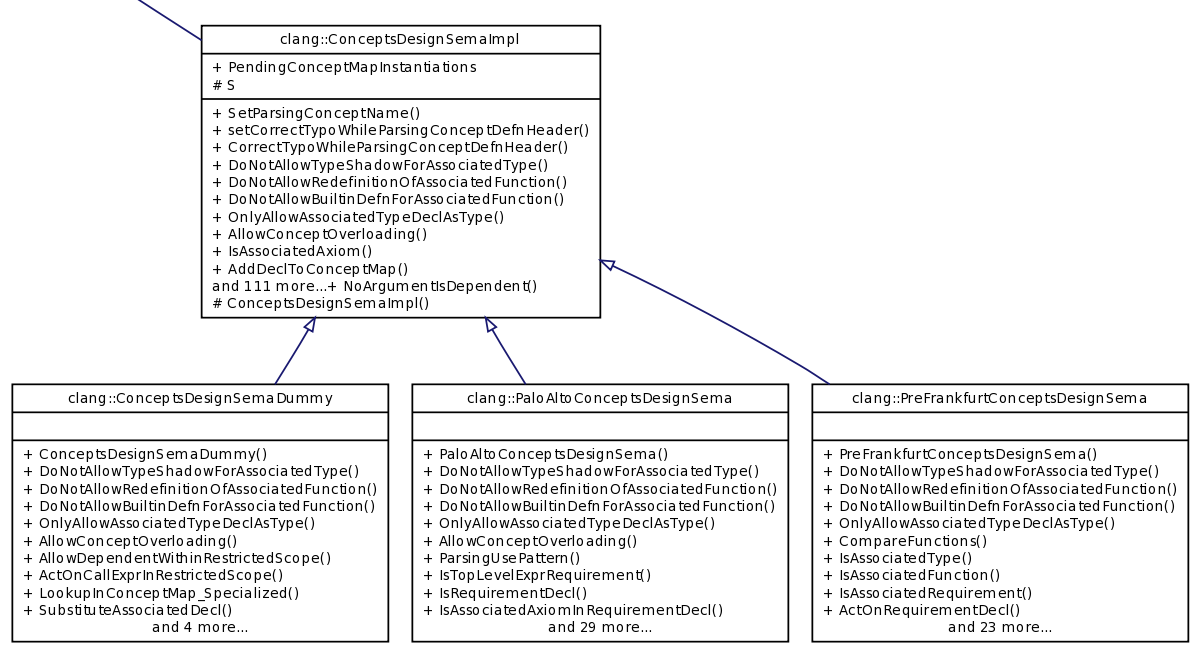 clang::ConceptsDesignSemaImpl
+ PendingConceptMapInstantiations
# S
+ SetParsingConceptName()
+ setCorrectTypoWhileParsingConceptDefnHeader()
+ CorrectTypoWhileParsingConceptDefnHeader()
+ DoNotAllowTypeShadowForAssociatedType()
+ DoNotAllowRedefinitionOfAssociatedFunction()
+ DoNotAllowBuiltinDefnForAssociatedFunction()
+ OnlyAllowAssociatedTypeDeclAsType()
+ AllowConceptOverloading()
+ IsAssociatedAxiom()
+ AddDeclToConceptMap()
and 111 more...+ NoArgumentIsDependent()
# ConceptsDesignSemaImpl()
clang::ConceptsDesignSemaDummy
+ ConceptsDesignSemaDummy()
+ DoNotAllowTypeShadowForAssociatedType()
+ DoNotAllowRedefinitionOfAssociatedFunction()
+ DoNotAllowBuiltinDefnForAssociatedFunction()
+ OnlyAllowAssociatedTypeDeclAsType()
+ AllowConceptOverloading()
+ AllowDependentWithinRestrictedScope()
+ ActOnCallExprInRestrictedScope()
+ LookupInConceptMap_Specialized()
+ SubstituteAssociatedDecl()
and 4 more...
clang::PaloAltoConceptsDesignSema
+ PaloAltoConceptsDesignSema()
+ DoNotAllowTypeShadowForAssociatedType()
+ DoNotAllowRedefinitionOfAssociatedFunction()
+ DoNotAllowBuiltinDefnForAssociatedFunction()
+ OnlyAllowAssociatedTypeDeclAsType()
+ AllowConceptOverloading()
+ ParsingUsePattern()
+ IsTopLevelExprRequirement()
+ IsRequirementDecl()
+ IsAssociatedAxiomInRequirementDecl()
and 29 more...
clang::PreFrankfurtConceptsDesignSema
+ PreFrankfurtConceptsDesignSema()
+ DoNotAllowTypeShadowForAssociatedType()
+ DoNotAllowRedefinitionOfAssociatedFunction()
+ DoNotAllowBuiltinDefnForAssociatedFunction()
+ OnlyAllowAssociatedTypeDeclAsType()
+ CompareFunctions()
+ IsAssociatedType()
+ IsAssociatedFunction()
+ IsAssociatedRequirement()
+ ActOnRequirementDecl()
and 23 more...